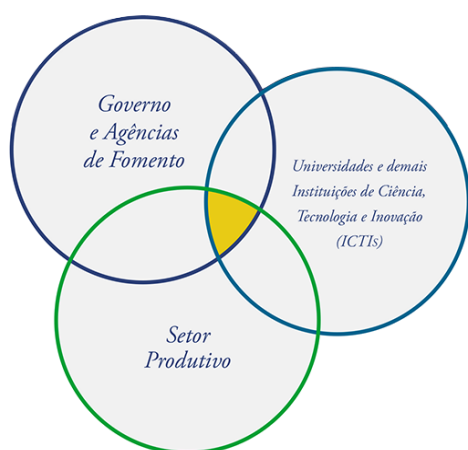 Governo
e Agências
de Fomento
Universidades e demais
Instituições de Ciência,
Tecnologia e Inovação
(ICTIs)
Setor
Produtivo